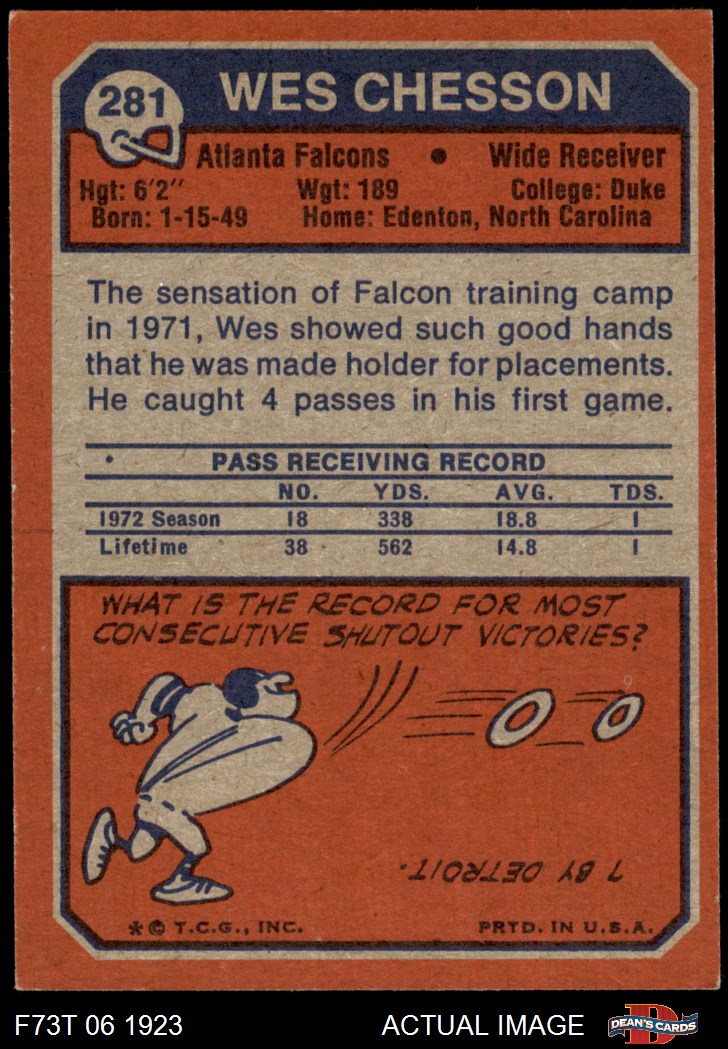 281
WES CHESSON
Atlanta Falcons • Wide Receiver
Hgt: 6'2" Wgt: 189 College: Duke
Born: 1-15-49 Home: Edenton, North Carolina
The sensation of Falcon training camp
in 1971, Wes showed such good hands
that he was made holder for placements.
He caught 4 passes in his first game.
PASS RECEIVING RECORD
NO. YDS. AVG. TDS.
1972 Season 18 338 18.8 1
Lifetime 38 562 14.8 1
WHAT IS THE RECORD FOR MOST
CONSECUTIVE SHUTOUT VICTORIES?
7 BY DETROIT.
* © T.C.G., INC. PRTD. IN U.S.A.
F73T 06 1923 ACTUAL IMAGE D DEAN'S CARDS